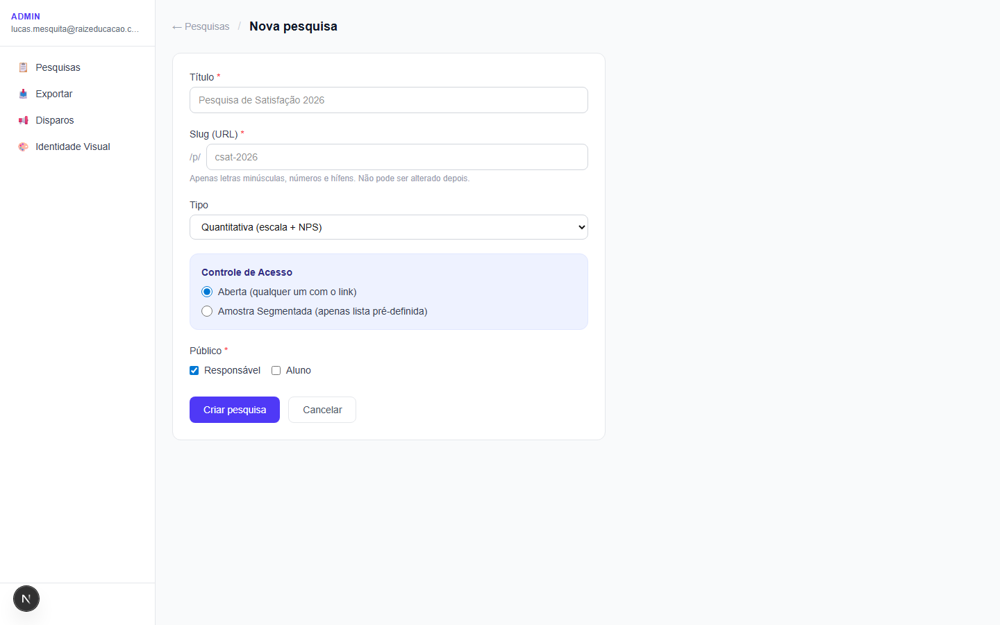 ADMIN
lucas.mesquita@raizeducacao.c...
Pesquisas
Exportar
Disparos
Identidade Visual
← Pesquisas / Nova pesquisa
Título *
Pesquisa de Satisfação 2026
Slug (URL) *
/p/ csat-2026
Apenas letras minúsculas, números e hífens. Não pode ser alterado depois.
Tipo
Quantitativa (escala + NPS)
Controle de Acesso
Aberta (qualquer um com o link)
Amostra Segmentada (apenas lista pré-definida)
Público *
Responsável Aluno
Criar pesquisa Cancelar
N